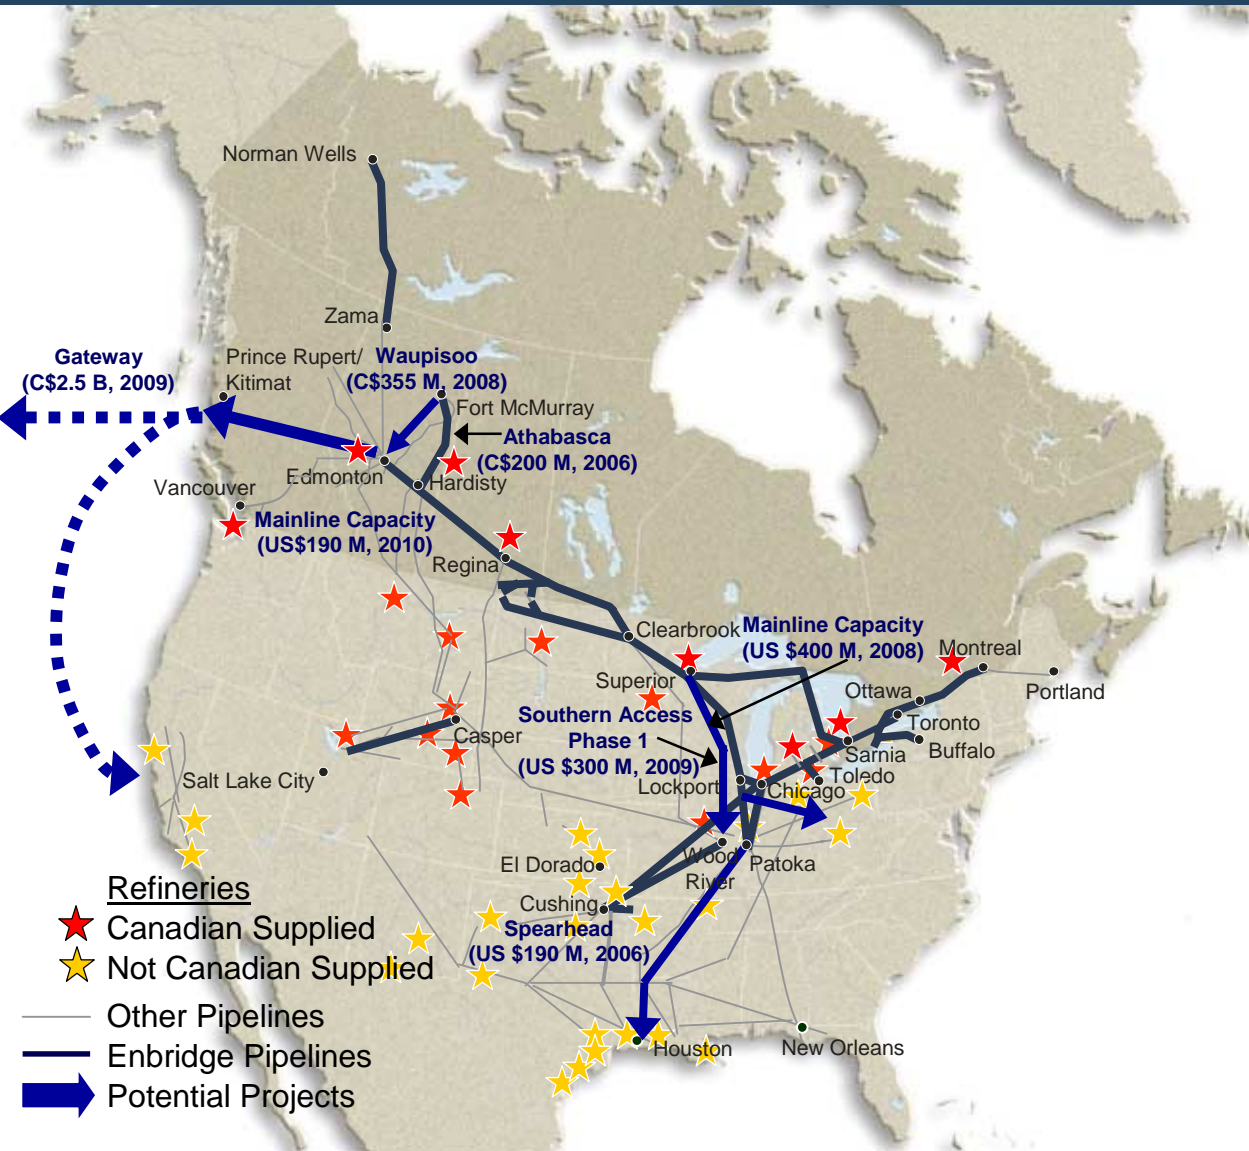 Norman Wells
Zama
Gateway
(C$2.5 B, 2009)
Prince Rupert/
Kitimat
Waupisoo
(C$355 M, 2008)
Fort McMurray
Athabasca
(C$200 M, 2006)
Edmonton
Hardisty
Vancouver
Mainline Capacity
(US$190 M, 2010)
Regina
Clearbrook
Mainline Capacity
(US $400 M, 2008)
Montreal
Superior
Ottawa
Portland
Southern Access
Phase 1
(US $300 M, 2009)
Toronto
Buffalo
Casper
Sarnia
Toledo
Salt Lake City
Lockport
Chicago
El Dorado
Wood
River
Patoka
Cushing
Spearhead
(US $190 M, 2006)
Houston
New Orleans
Refineries
Canadian Supplied
Not Canadian Supplied
Other Pipelines
Enbridge Pipelines
Potential Projects